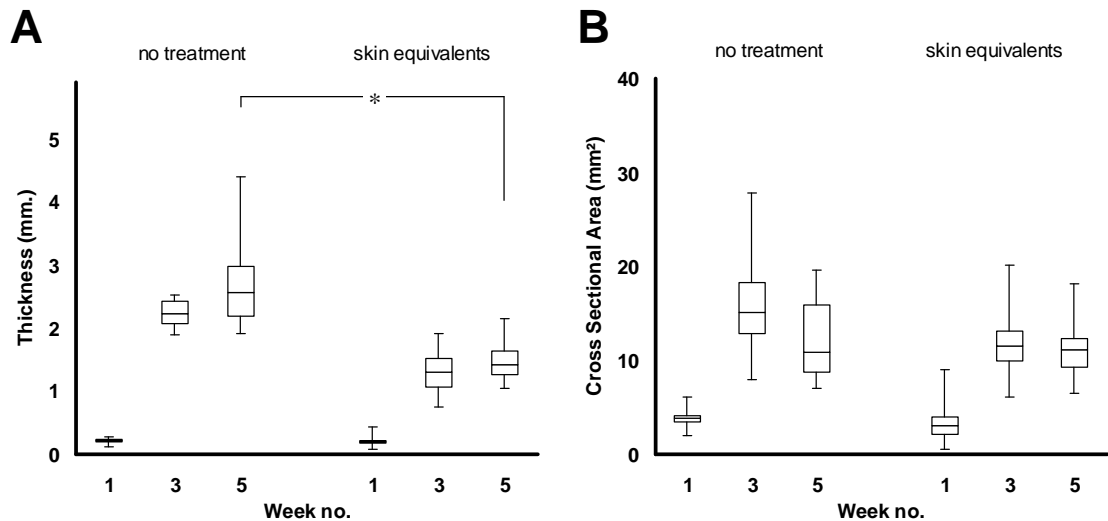 A
no treatment
skin equivalents
*
Thickness (mm.)
5
4
3
2
1
0
1
3
5
1
3
5
Week no.
B
no treatment
skin equivalents
Cross Sectional Area (mm²)
40
30
20
10
0
1
3
5
1
3
5
Week no.